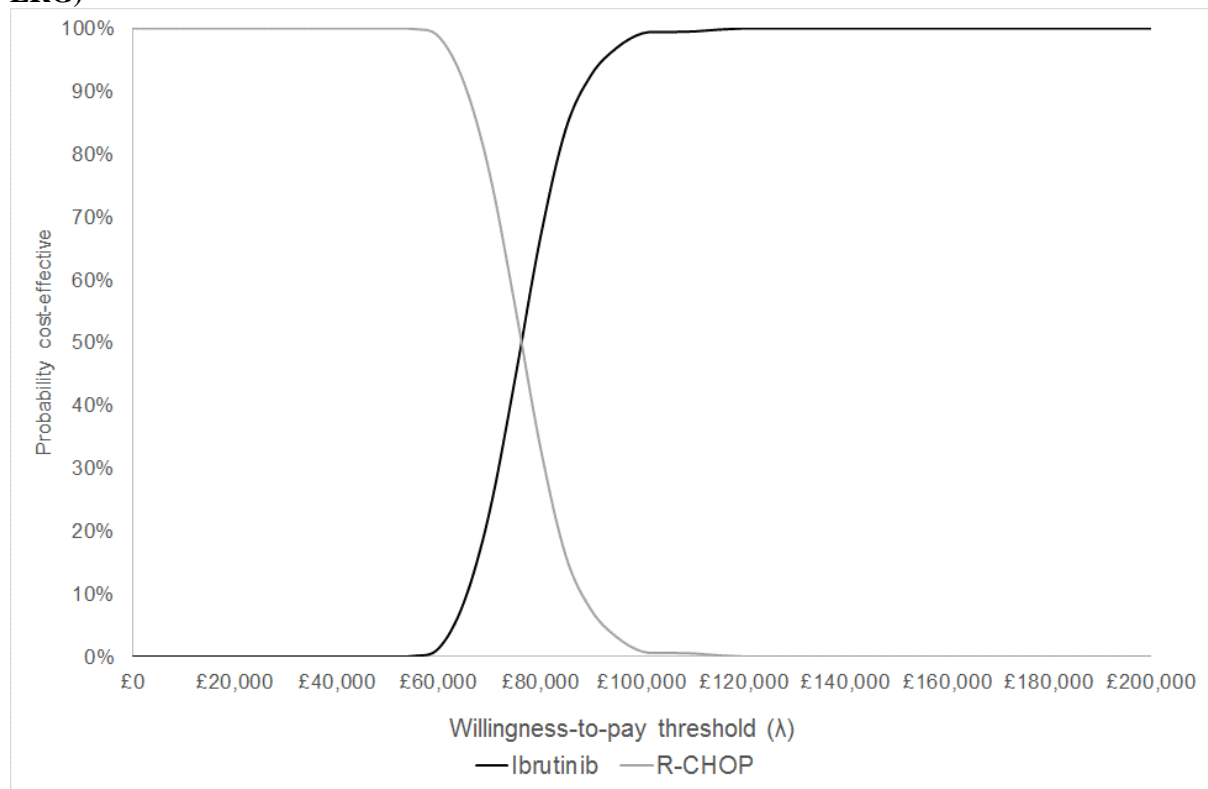 ERG)
100%
90%
80%
70%
60%
50%
40%
30%
20%
10%
0%
Probability cost-effective
£0 £20,000 £40,000 £60,000 £80,000 £100,000 £120,000 £140,000 £160,000 £180,000 £200,000
Willingness-to-pay threshold (λ)
Ibrutinib R-CHOP